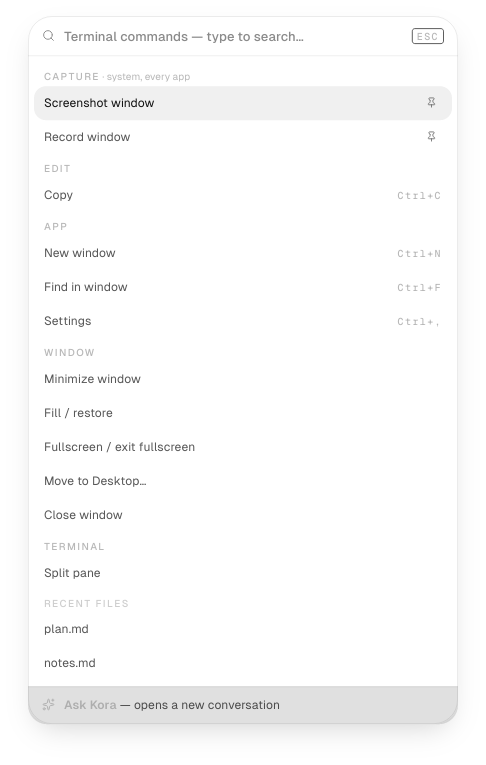 Terminal commands — type to search…
ESC
CAPTURE · system, every app
Screenshot window
Record window
EDIT
Copy Ctrl+C
APP
New window Ctrl+N
Find in window Ctrl+F
Settings Ctrl+,
WINDOW
Minimize window
Fill / restore
Fullscreen / exit fullscreen
Move to Desktop…
Close window
TERMINAL
Split pane
RECENT FILES
plan.md
notes.md
Ask Kora — opens a new conversation